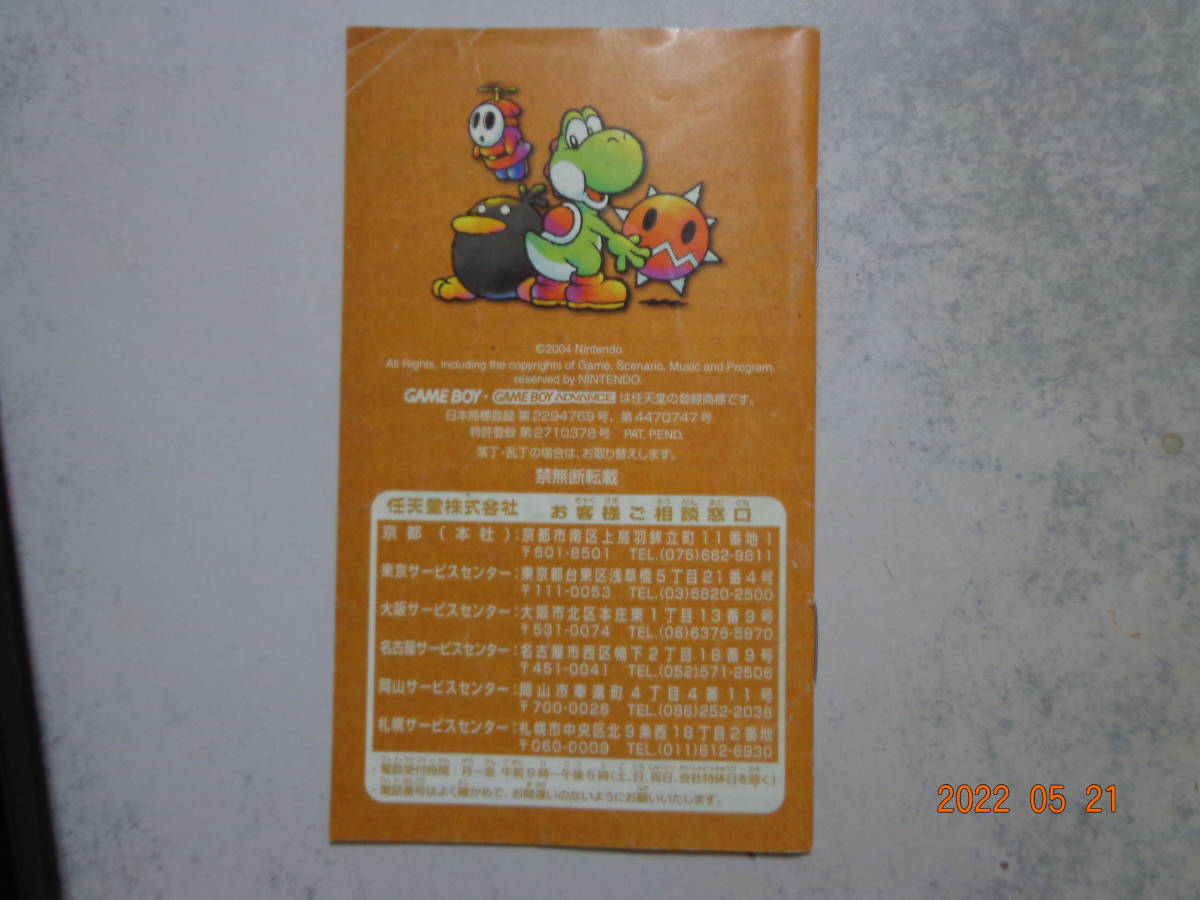 ©2004 Nintendo
All Rights, including the copyrights of Game, Scenario, Music and Program,
reserved by NINTENDO.
GAME BOY・GAME BOY ADVANCE は任天堂の登録商標です。
日本商標登録 第2294769号、第4470747号
特許登録 第2710378号 PAT. PEND.
落丁・乱丁の場合は、お取り替えします。
禁無断転載
任天堂株式会社 お客様ご相談窓口
京都(本社):京都市南区上鳥羽鉾立町11番地1
〒601-8501 TEL.(075)662-9611
東京サービスセンター:東京都台東区浅草橋5丁目21番4号
〒111-0053 TEL.(03)5820-2500
大阪サービスセンター:大阪市北区本庄東1丁目13番9号
〒531-0074 TEL.(06)6376-5970
名古屋サービスセンター:名古屋市西区幅下2丁目18番9号
〒451-0041 TEL.(052)571-2506
岡山サービスセンター:岡山市奉還町4丁目4番11号
〒700-0026 TEL.(086)252-2038
札幌サービスセンター:札幌市中央区北9条西18丁目2番地
〒060-0009 TEL.(011)612-6930
・電話受付時間:月〜金 午前9時〜午後5時(土、日、祝日、会社特休日を除く)
・電話番号はよく確かめて、お間違いのないようにお願いいたします。
2022 05 21